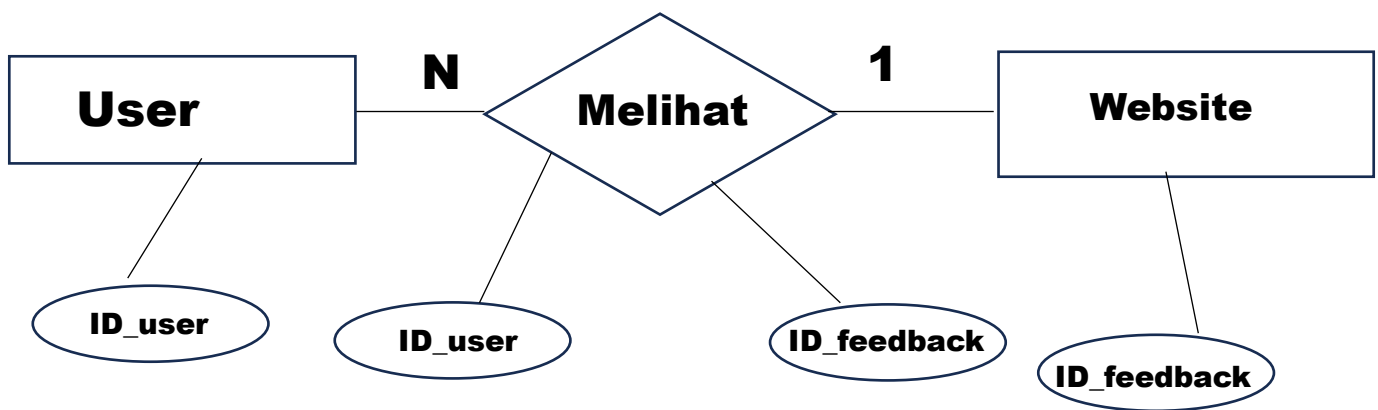 N
1
User
Melihat
Website
ID_user
ID_user
ID_feedback
ID_feedback